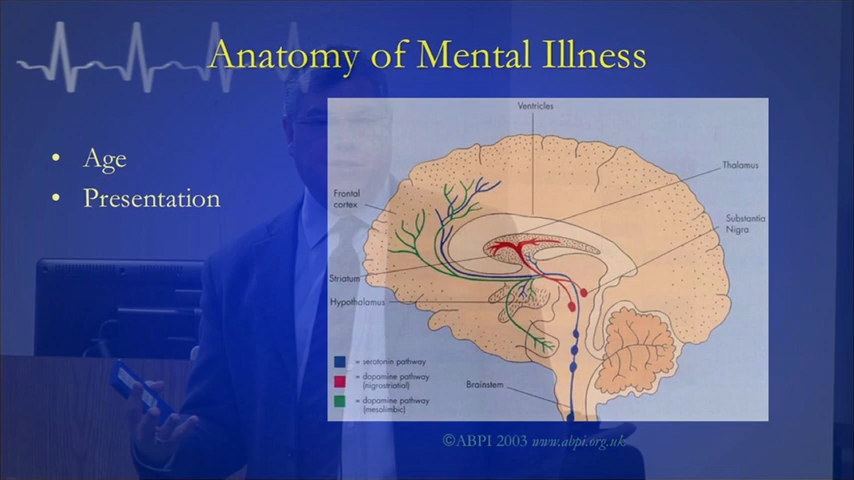 Anatomy of Mental Illness
• Age
• Presentation
Ventricles
Thalamus
Frontal
cortex
Substantia
Nigra
Striatum
Hypothalamus
= serotonin pathway
= dopamine pathway
(nigrostriatial)
= dopamine pathway
(mesolimbic)
Brainstem
©ABPI 2003 www.abpi.org.uk